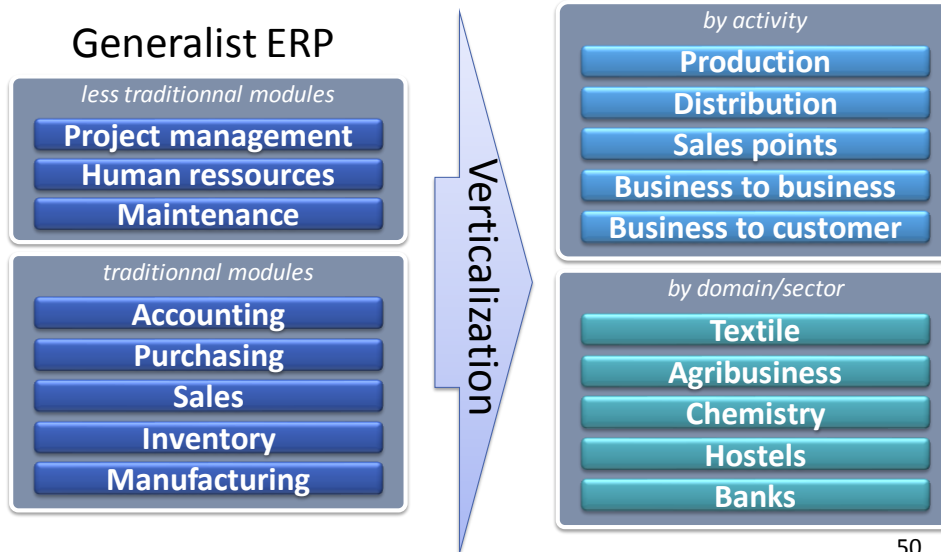 Generalist ERP
less traditionnal modules
Project management
Human ressources
Maintenance
traditionnal modules
Accounting
Purchasing
Sales
Inventory
Manufacturing
Verticalization
by activity
Production
Distribution
Sales points
Business to business
Business to customer
by domain/sector
Textile
Agribusiness
Chemistry
Hostels
Banks
50